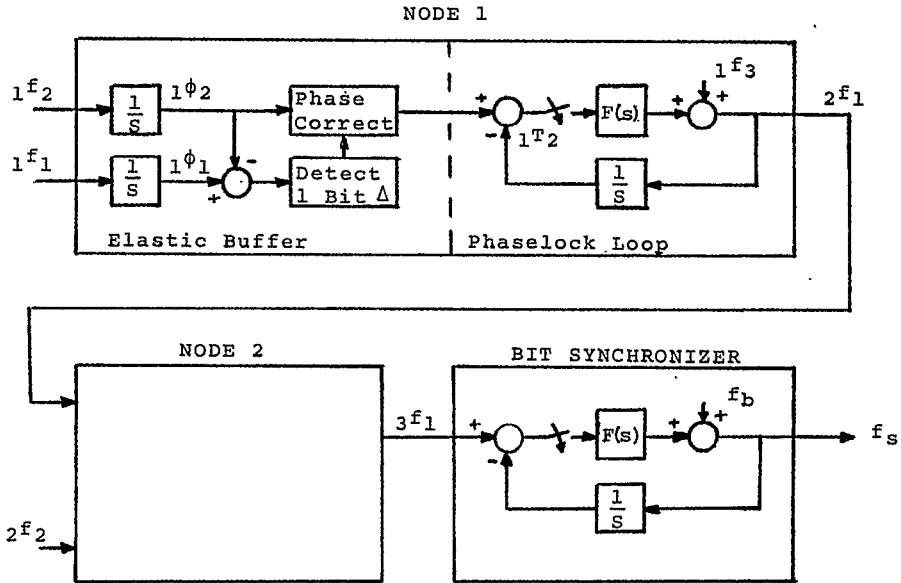 NODE 1
1f2
1/S
1ϕ2
Phase
Correct
+
-
1T2
F(s)
+
1f3
+
2f1
1f1
1/S
1ϕ1
-
+
Detect
1 Bit Δ
1/S
Elastic Buffer
Phaselock Loop
NODE 2
BIT SYNCHRONIZER
3f1
+
-
F(s)
+
fb
+
fs
1/S
2f2